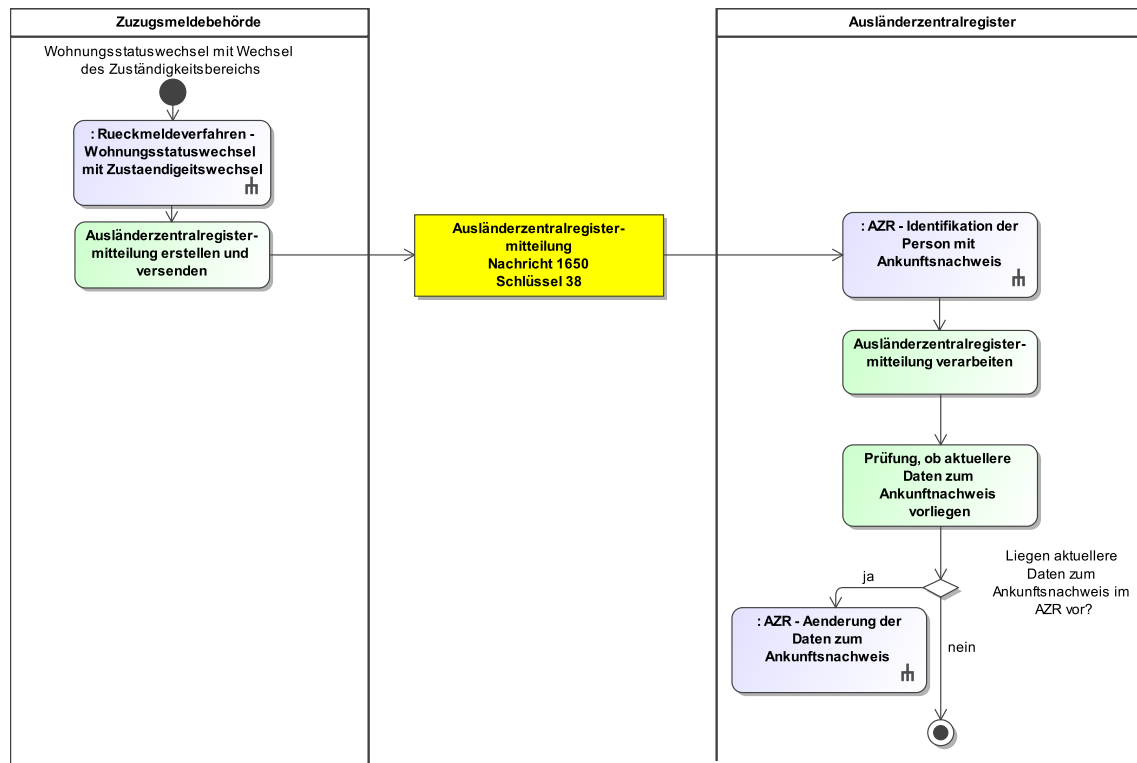 Zuzugsmeldebehörde
Ausländerzentralregister
Wohnungsstatuswechsel mit Wechsel
des Zuständigkeitsbereichs
: Rueckmeldeverfahren -
Wohnungsstatuswechsel
mit Zustaendigeitswechsel
Ausländerzentralregister-
mitteilung erstellen und
versenden
Ausländerzentralregister-
mitteilung
Nachricht 1650
Schlüssel 38
: AZR - Identifikation der
Person mit
Ankunftsnachweis
Ausländerzentralregister-
mitteilung verarbeiten
Prüfung, ob aktuellere
Daten zum
Ankunftnachweis
vorliegen
Liegen aktuellere
Daten zum
Ankunftsnachweis im
AZR vor?
ja
: AZR - Aenderung der
Daten zum
Ankunftsnachweis
nein